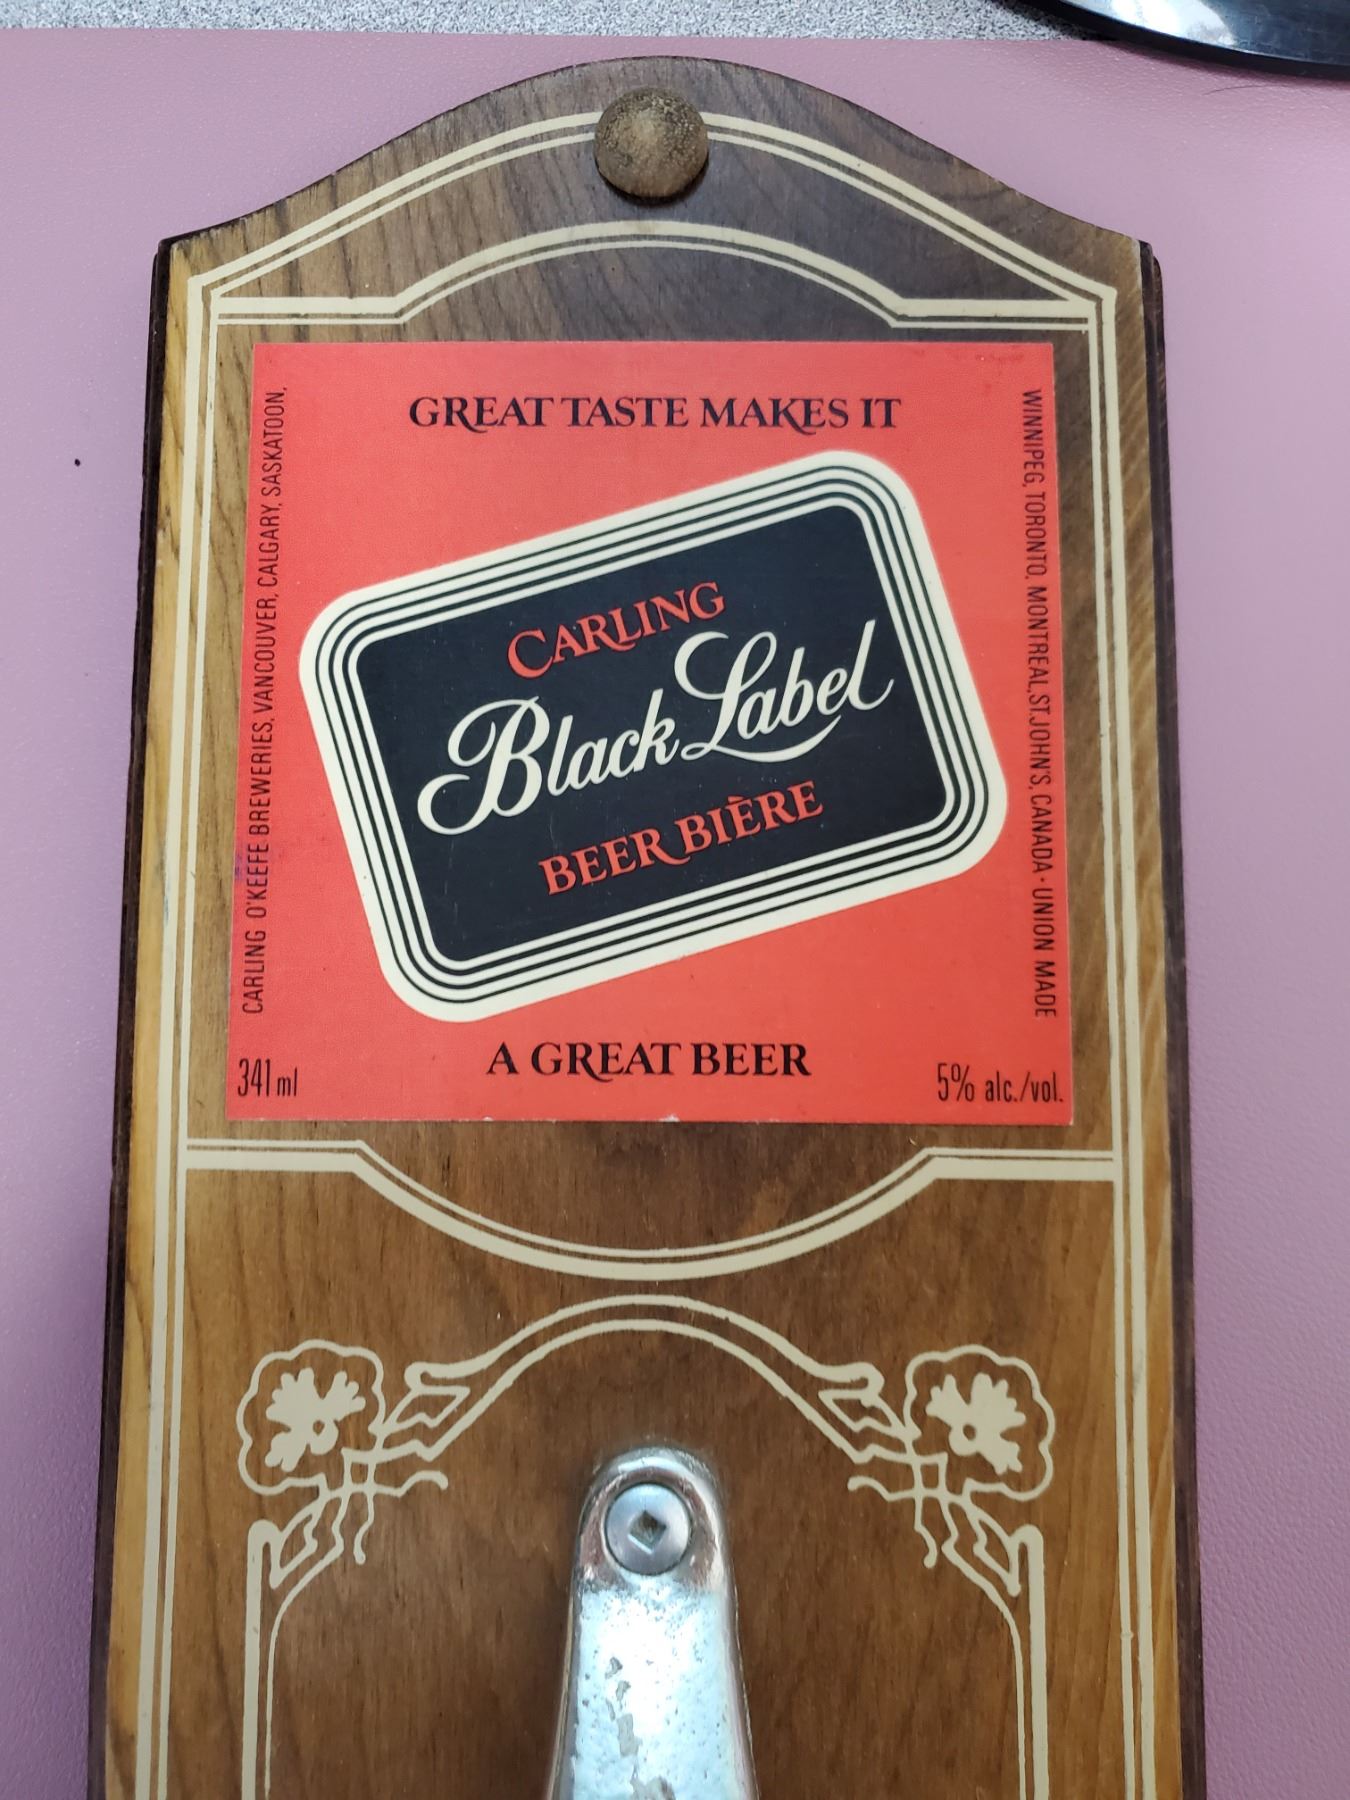 GREAT TASTE MAKES IT
CARLING O'KEEFE BREWERIES, VANCOUVER, CALGARY, SASKATOON,
WINNIPEG, TORONTO, MONTREAL, ST. JOHN'S, CANADA · UNION MADE
CARLING
Black Label
BEER BIÈRE
A GREAT BEER
341 ml
5% alc./vol.